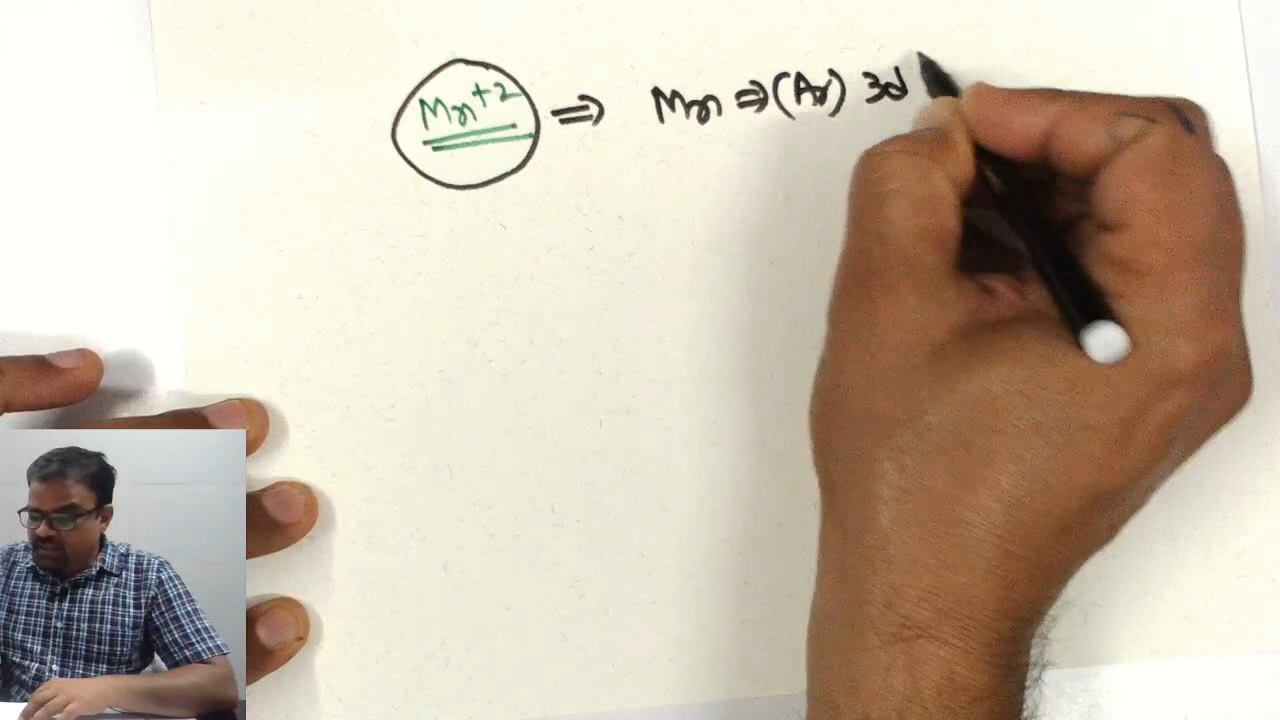 Mn+2 ⇒ Mn ⇒ (Ar) 3d